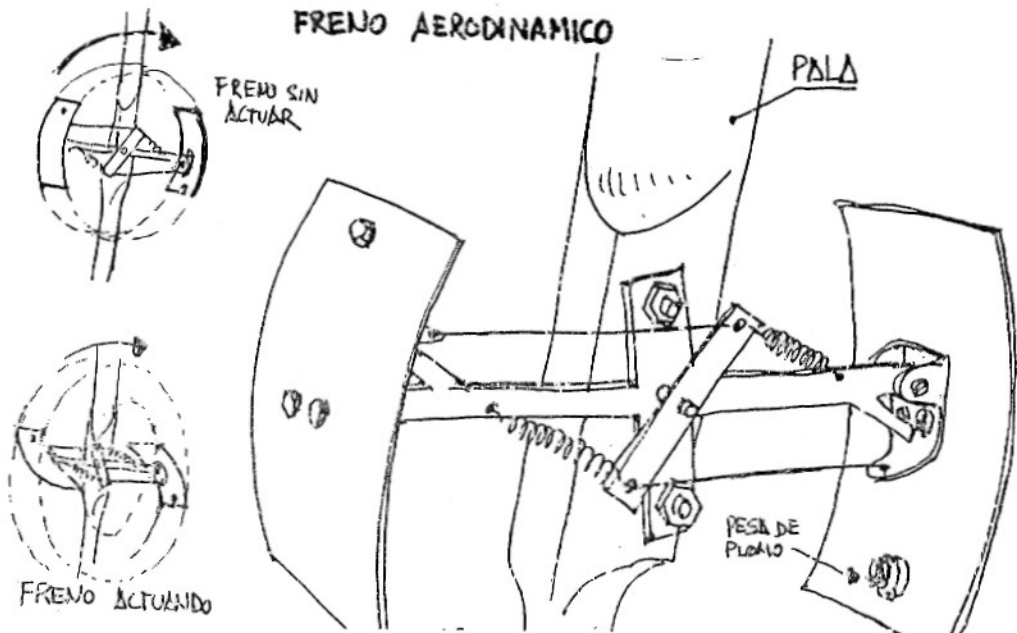 FRENO AERODINAMICO
FRENO SIN
ACTUAR
PALA
PESA DE
PLOMO
FRENO ACTUANDO